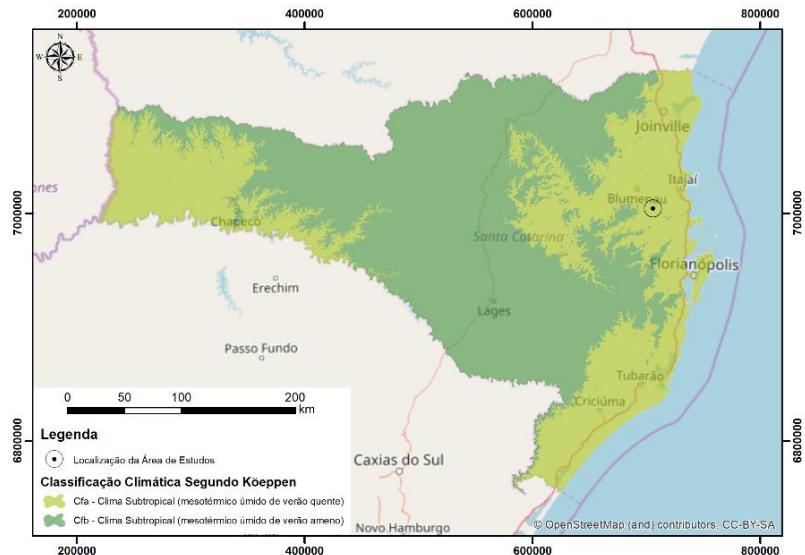 200000 400000 600000 800000
N
W E
S
Joinville
ones
Itajaí
Blumenau
7000000 7000000
Chapecó
Santa Catarina
Florianópolis
Erechim
Lages
Passo Fundo
Tubarão
0 50 100 200
km
Criciúma
6800000 6800000
Legenda
Localização da Área de Estudos
Caxias do Sul
Classificação Climática Segundo Köeppen
Cfa - Clima Subtropical (mesotérmico úmido de verão quente)
Cfb - Clima Subtropical (mesotérmico úmido de verão ameno)
Novo Hamburgo
© OpenStreetMap (and) contributors, CC-BY-SA
200000 400000 600000 800000